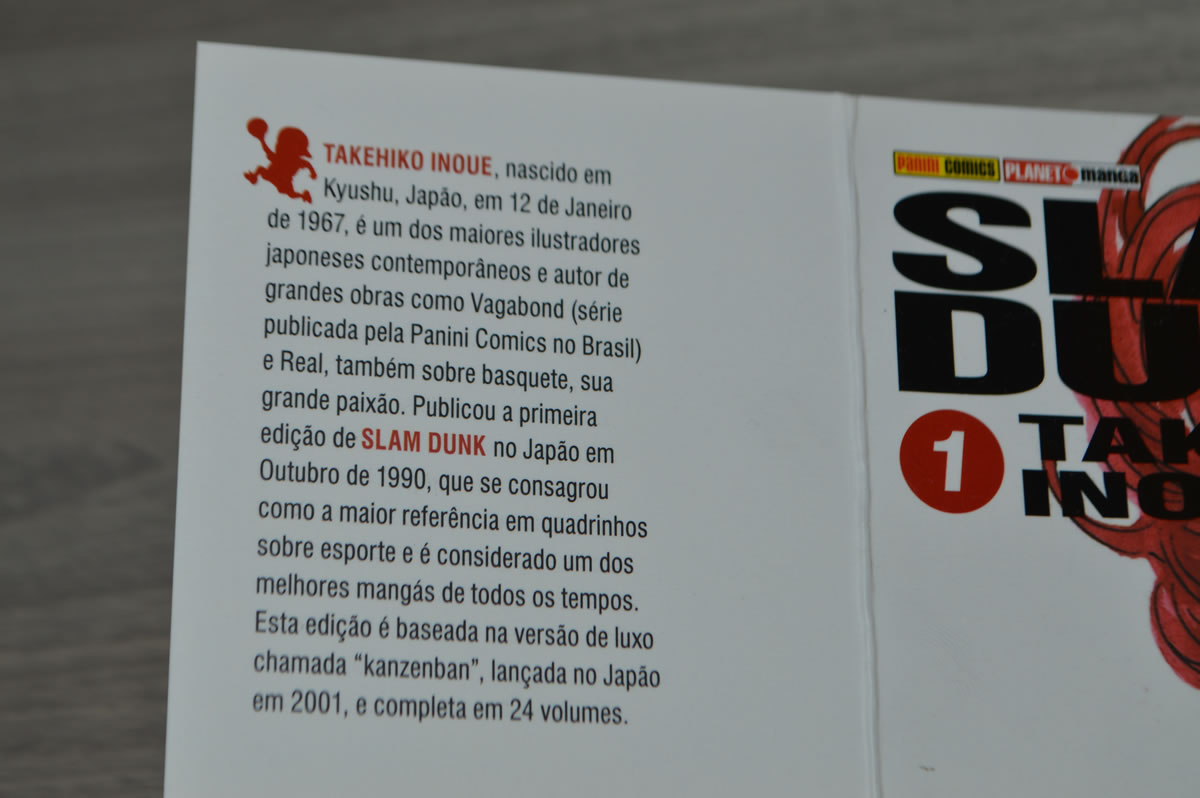 TAKEHIKO INOUE, nascido em
Kyushu, Japão, em 12 de Janeiro
de 1967, é um dos maiores ilustradores
japoneses contemporâneos e autor de
grandes obras como Vagabond (série
publicada pela Panini Comics no Brasil)
e Real, também sobre basquete, sua
grande paixão. Publicou a primeira
edição de SLAM DUNK no Japão em
Outubro de 1990, que se consagrou
como a maior referência em quadrinhos
sobre esporte e é considerado um dos
melhores mangás de todos os tempos.
Esta edição é baseada na versão de luxo
chamada “kanzenban”, lançada no Japão
em 2001, e completa em 24 volumes.
PANINI COMICS PLANET manga
SLA
DU
1
TAK
INO